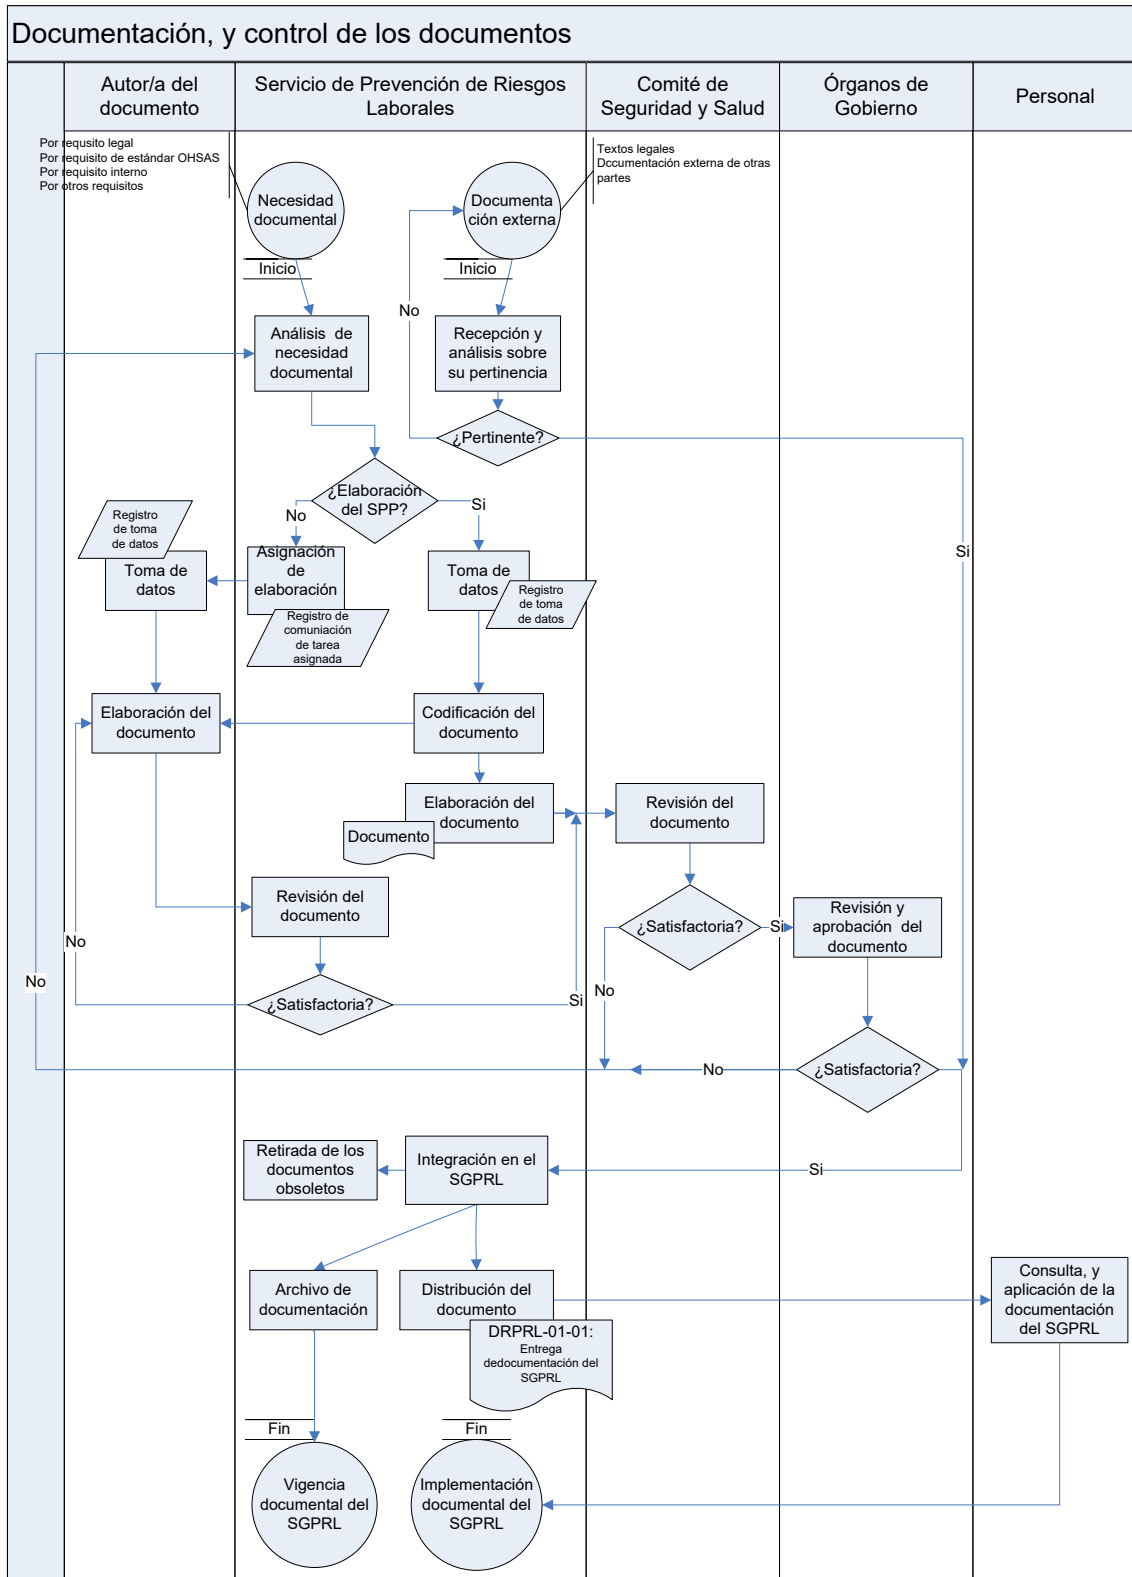 Documentación, y control de los documentos
Autor/a del
documento
Servicio de Prevención de Riesgos
Laborales
Comité de
Seguridad y Salud
Órganos de
Gobierno
Personal
Por requsito legal
Por requisito de estándar OHSAS
Por requisito interno
Por otros requisitos
Necesidad
documental
Inicio
Documenta
ción externa
Inicio
Textos legales
Dccumentación externa de otras
partes
No
Análisis de
necesidad
documental
Recepción y
análisis sobre
su pertinencia
¿Pertinente?
¿Elaboración
del SPP?
No
Si
Si
Registro
de toma
de datos
Toma de
datos
Asignación
de
elaboración
Registro de
comuniación
de tarea
asignada
Toma de
datos
Registro
de toma
de datos
Elaboración del
documento
Codificación del
documento
Elaboración del
documento
Documento
Revisión del
documento
Revisión del
documento
¿Satisfactoria?
Si
Revisión y
aprobación del
documento
No
No
¿Satisfactoria?
Si
No
No
¿Satisfactoria?
Retirada de los
documentos
obsoletos
Integración en el
SGPRL
Si
Archivo de
documentación
Distribución del
documento
DRPRL-01-01:
Entrega
dedocumentación del
SGPRL
Consulta, y
aplicación de la
documentación
del SGPRL
Fin
Fin
Vigencia
documental del
SGPRL
Implementación
documental del
SGPRL